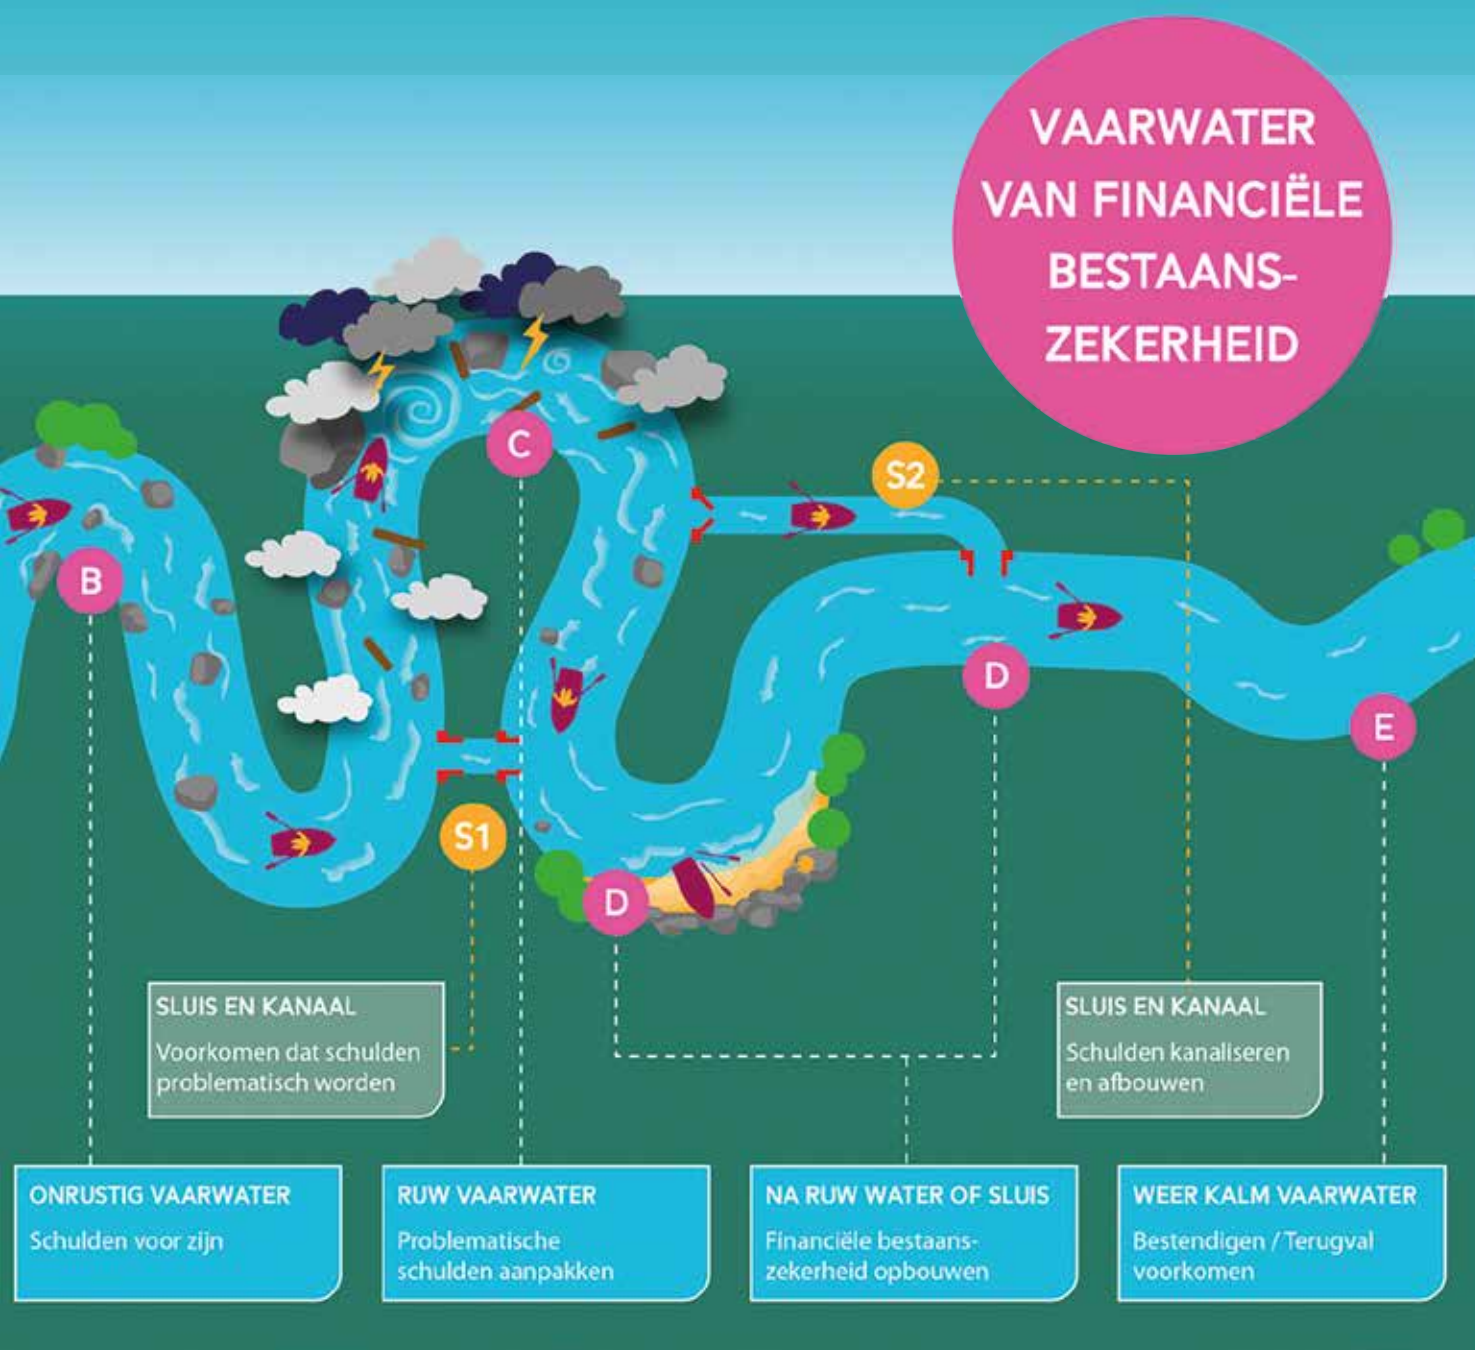 VAARWATER
VAN FINANCIËLE
BESTAANS-
ZEKERHEID
C
S2
B
D
E
S1
D
SLUIS EN KANAAL
Voorkomen dat schulden
problematisch worden
SLUIS EN KANAAL
Schulden kanaliseren
en afbouwen
ONRUSTIG VAARWATER
Schulden voor zijn
RUW VAARWATER
Problematische
schulden aanpakken
NA RUW WATER OF SLUIS
Financiële bestaans-
zekerheid opbouwen
WEER KALM VAARWATER
Bestendigen / Terugval
voorkomen